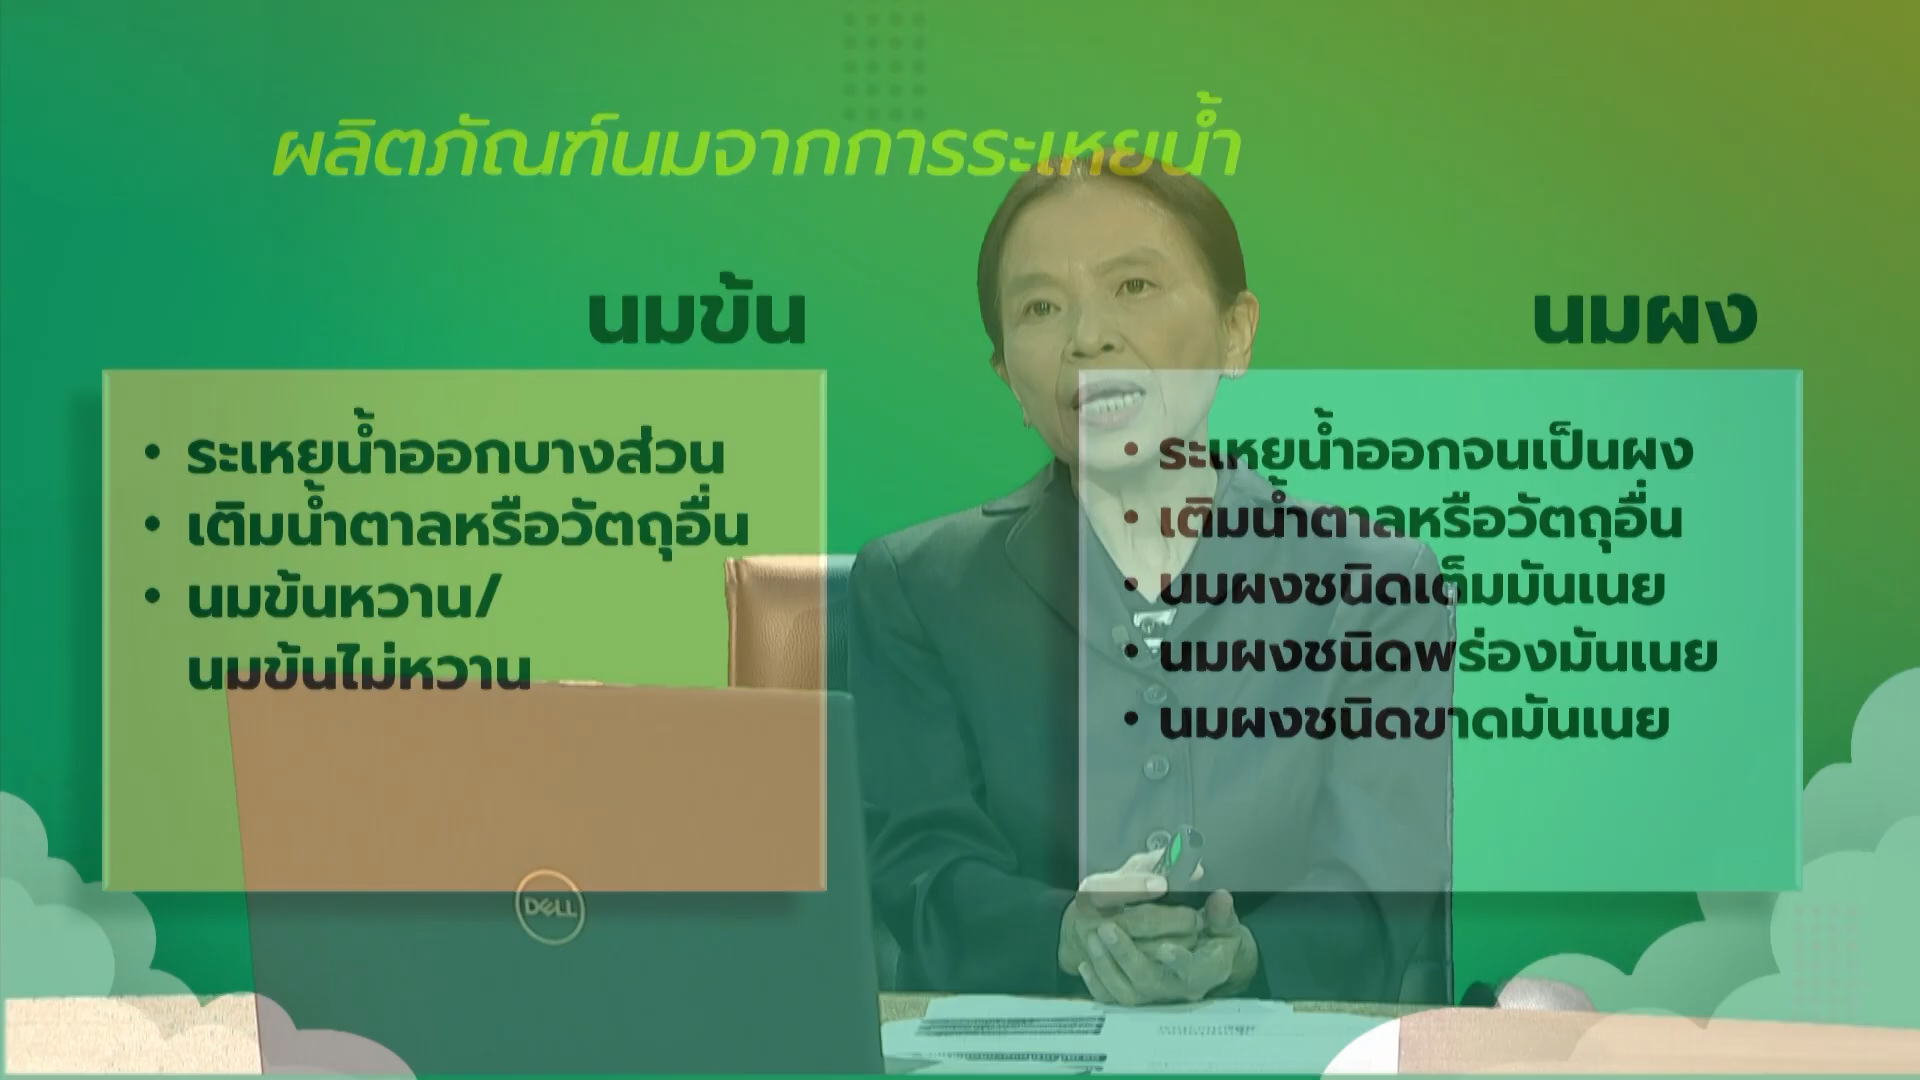 ผลิตภัณฑ์นมจากการระเหยน้ำ
นมข้น
• ระเหยน้ำออกบางส่วน
• เติมน้ำตาลหรือวัตถุอื่น
• นมข้นหวาน/
นมข้นไม่หวาน
นมผง
• ระเหยน้ำออกจนเป็นผง
• เติมน้ำตาลหรือวัตถุอื่น
• นมผงชนิดเต็มมันเนย
• นมผงชนิดพร่องมันเนย
• นมผงชนิดขาดมันเนย
DELL